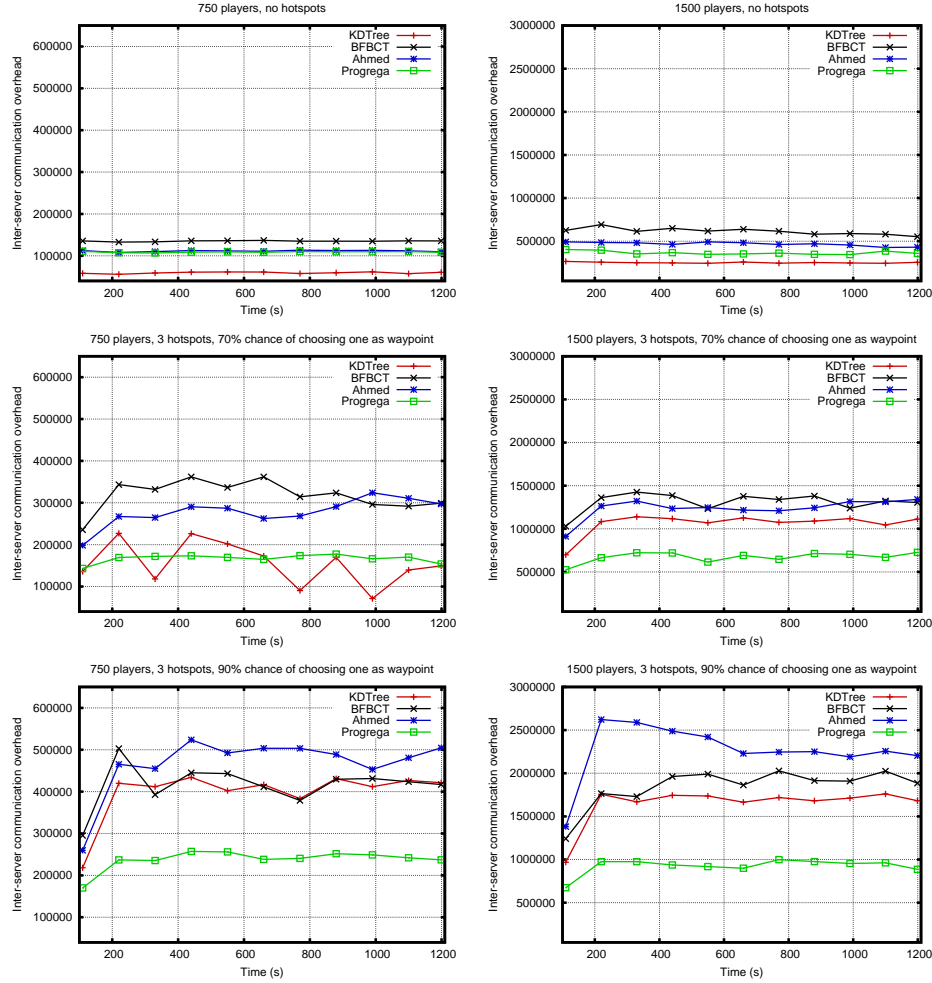 750 players, no hotspots
Inter-server communication overhead
600000
500000
400000
300000
200000
100000
KDTree
BFBCT
Ahmed
Progrega
200 400 600 800 1000 1200
Time (s)
1500 players, no hotspots
Inter-server communication overhead
3000000
2500000
2000000
1500000
1000000
500000
KDTree
BFBCT
Ahmed
Progrega
200 400 600 800 1000 1200
Time (s)
750 players, 3 hotspots, 70% chance of choosing one as waypoint
Inter-server communication overhead
600000
500000
400000
300000
200000
100000
KDTree
BFBCT
Ahmed
Progrega
200 400 600 800 1000 1200
Time (s)
1500 players, 3 hotspots, 70% chance of choosing one as waypoint
Inter-server communication overhead
3000000
2500000
2000000
1500000
1000000
500000
KDTree
BFBCT
Ahmed
Progrega
200 400 600 800 1000 1200
Time (s)
750 players, 3 hotspots, 90% chance of choosing one as waypoint
Inter-server communication overhead
600000
500000
400000
300000
200000
100000
KDTree
BFBCT
Ahmed
Progrega
200 400 600 800 1000 1200
Time (s)
1500 players, 3 hotspots, 90% chance of choosing one as waypoint
Inter-server communication overhead
3000000
2500000
2000000
1500000
1000000
500000
KDTree
BFBCT
Ahmed
Progrega
200 400 600 800 1000 1200
Time (s)